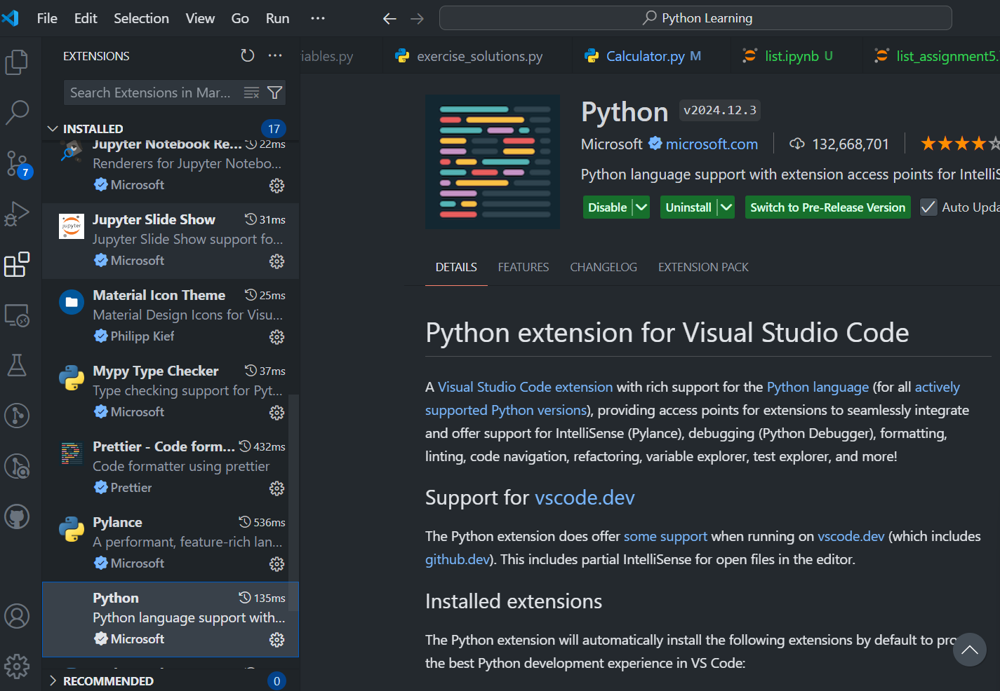 File Edit Selection View Go Run ···
Python Learning
EXTENSIONS
iables.py
exercise_solutions.py
Calculator.py M
list.ipynb U
list_assignment5.
Search Extensions in Mar...
INSTALLED 17
Jupyter Notebook Re... 22ms
Renderers for Jupyter Notebo...
Microsoft
Jupyter Slide Show 31ms
jupyter
Jupyter Slide Show support fo...
Microsoft
Material Icon Theme 25ms
Material Design Icons for Visu...
Philipp Kief
Mypy Type Checker 37ms
Type checking support for Pyt...
Microsoft
Prettier - Code form... 432ms
Code formatter using prettier
Prettier
Pylance 536ms
A performant, feature-rich lan...
Microsoft
Python 135ms
Python language support with...
Microsoft
RECOMMENDED 0
7
Python v2024.12.3
Microsoft microsoft.com 132,668,701
Python language support with extension access points for IntelliS
Disable Uninstall Switch to Pre-Release Version Auto Upda
DETAILS FEATURES CHANGELOG EXTENSION PACK
Python extension for Visual Studio Code
A Visual Studio Code extension with rich support for the Python language (for all actively
supported Python versions), providing access points for extensions to seamlessly integrate
and offer support for IntelliSense (Pylance), debugging (Python Debugger), formatting,
linting, code navigation, refactoring, variable explorer, test explorer, and more!
Support for vscode.dev
The Python extension does offer some support when running on vscode.dev (which includes
github.dev). This includes partial IntelliSense for open files in the editor.
Installed extensions
The Python extension will automatically install the following extensions by default to pro
the best Python development experience in VS Code: